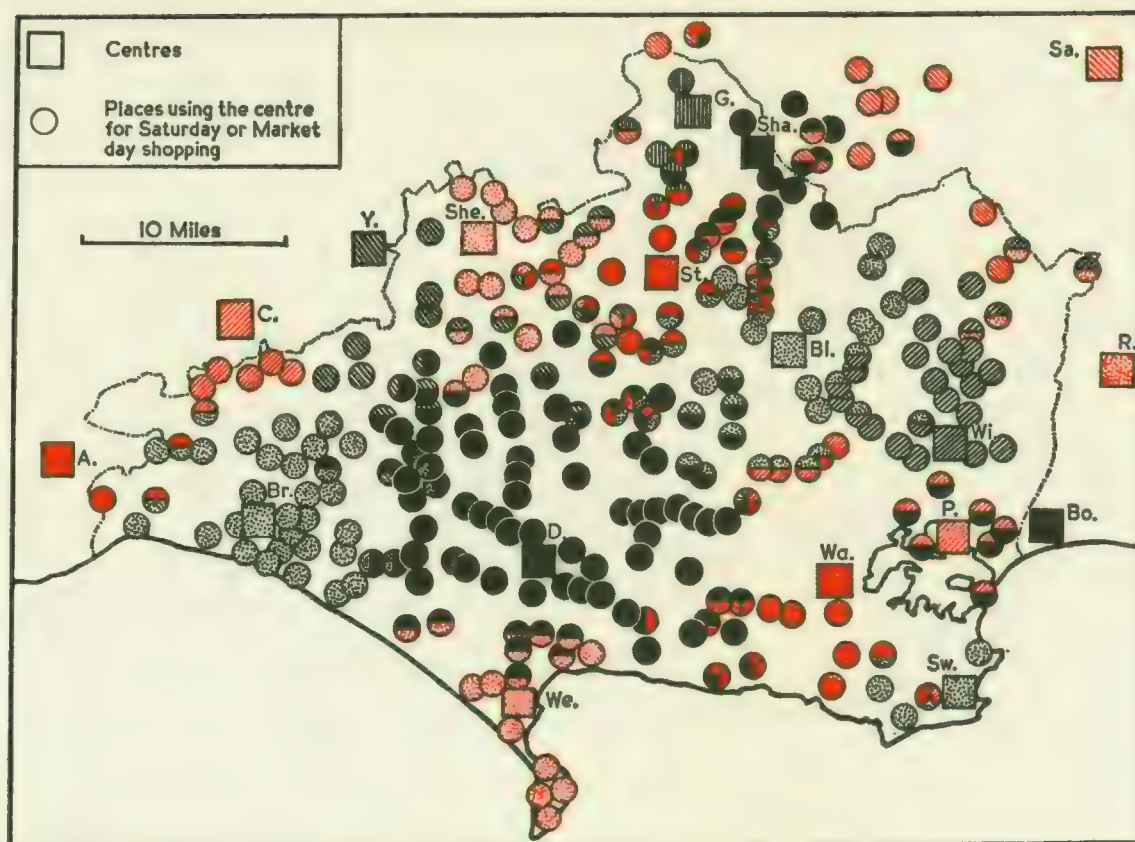 Centres
Places using the centre
for Saturday or Market
day shopping
10 Miles
Sa.
G.
Sha.
She.
Y.
St.
C.
Bl.
R.
A.
Wi.
Br.
D.
P.
Bo.
Wa.
Sw.
We.